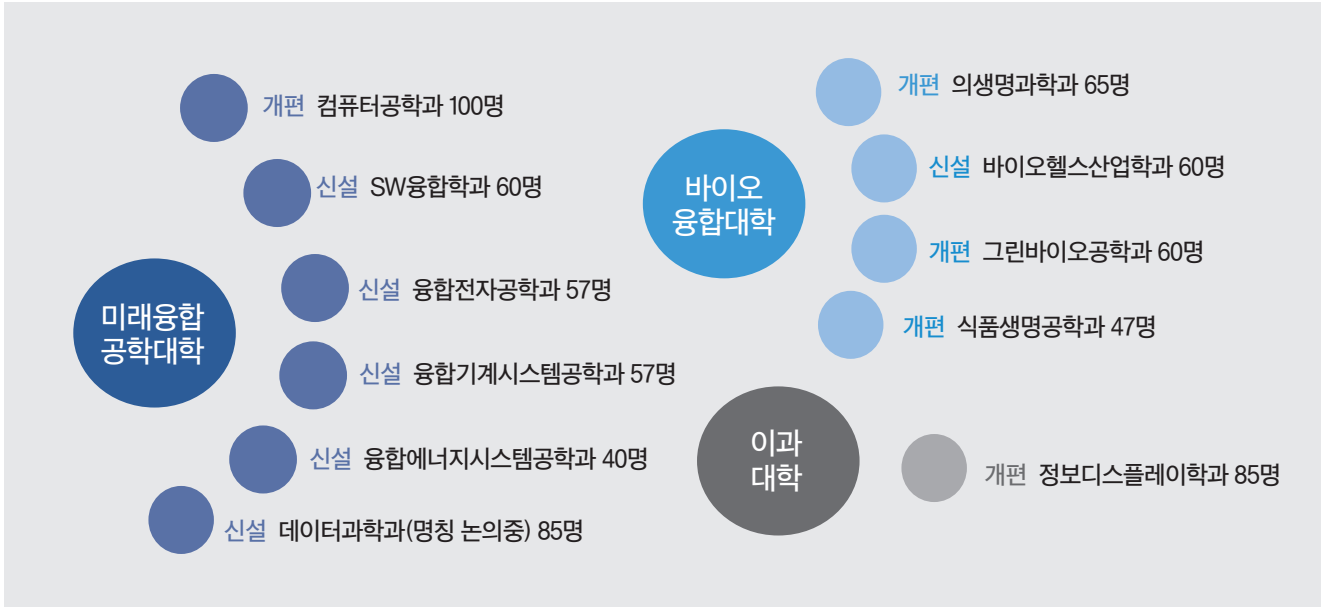 미래융합
공학대학
개편 컴퓨터공학과 100명
신설 SW융합학과 60명
신설 융합전자공학과 57명
신설 융합기계시스템공학과 57명
신설 융합에너지시스템공학과 40명
신설 데이터과학과(명칭 논의중) 85명
바이오
융합대학
개편 의생명과학과 65명
신설 바이오헬스산업학과 60명
개편 그린바이오공학과 60명
개편 식품생명공학과 47명
이과
대학
개편 정보디스플레이학과 85명